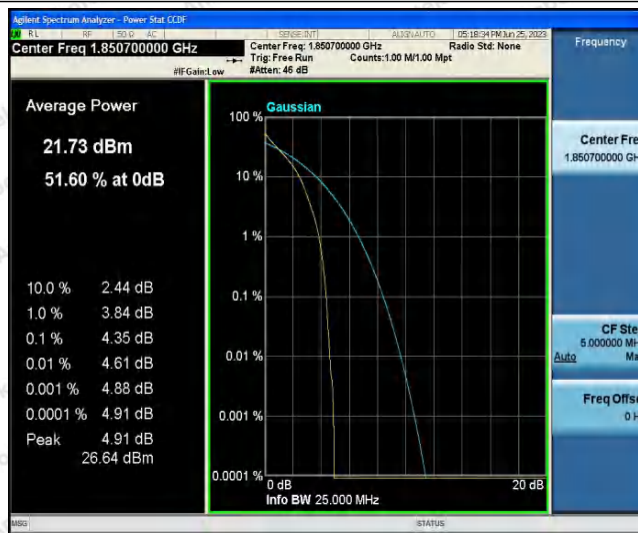 Agilent Spectrum Analyzer - Power Stat CCDF
RL RF 50 Ω AC SENSE:INT ALIGN AUTO 05:18:34 PM Jun 25, 2023
Center Freq 1.850700000 GHz
Center Freq: 1.850700000 GHz Radio Std: None
Trig: Free Run Counts:1.00 M/1.00 Mpt
#IFGain:Low #Atten: 46 dB
Frequency
Average Power
21.73 dBm
51.60 % at 0dB
10.0 % 2.44 dB
1.0 % 3.84 dB
0.1 % 4.35 dB
0.01 % 4.61 dB
0.001 % 4.88 dB
0.0001 % 4.91 dB
Peak 4.91 dB
26.64 dBm
Gaussian
100 %
10 %
1 %
0.1 %
0.01 %
0.001 %
0.0001 %
0 dB 20 dB
Info BW 25.000 MHz
Center Fre
1.850700000 GH
CF Ste
5.000000 MH
Auto Ma
Freq Offse
0 H
MSG STATUS